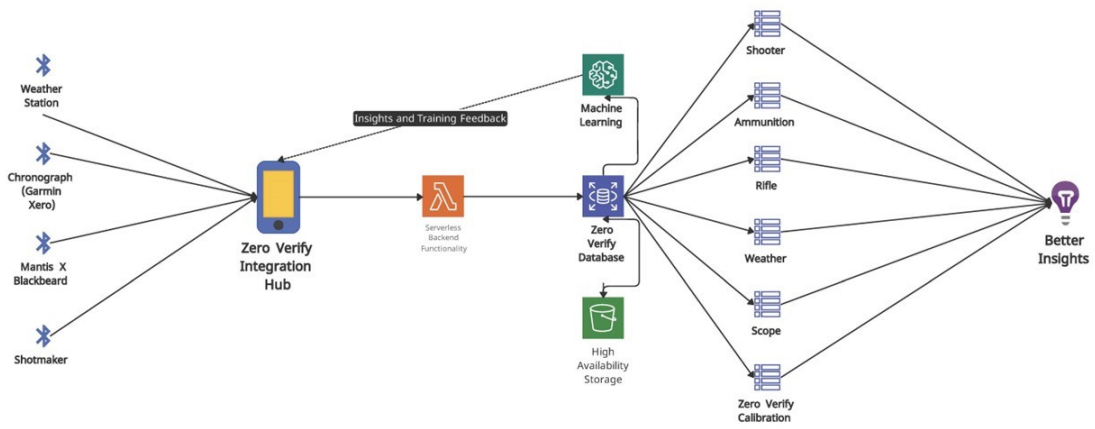 Weather
Station
Chronograph
(Garmin
Xero)
Mantis X
Blackbeard
Shotmaker
Zero Verify
Integration
Hub
Insights and Training Feedback
Serverless
Backend
Functionality
Machine
Learning
Zero
Verify
Database
High
Availability
Storage
Shooter
Ammunition
Rifle
Weather
Scope
Zero Verify
Calibration
Better
Insights